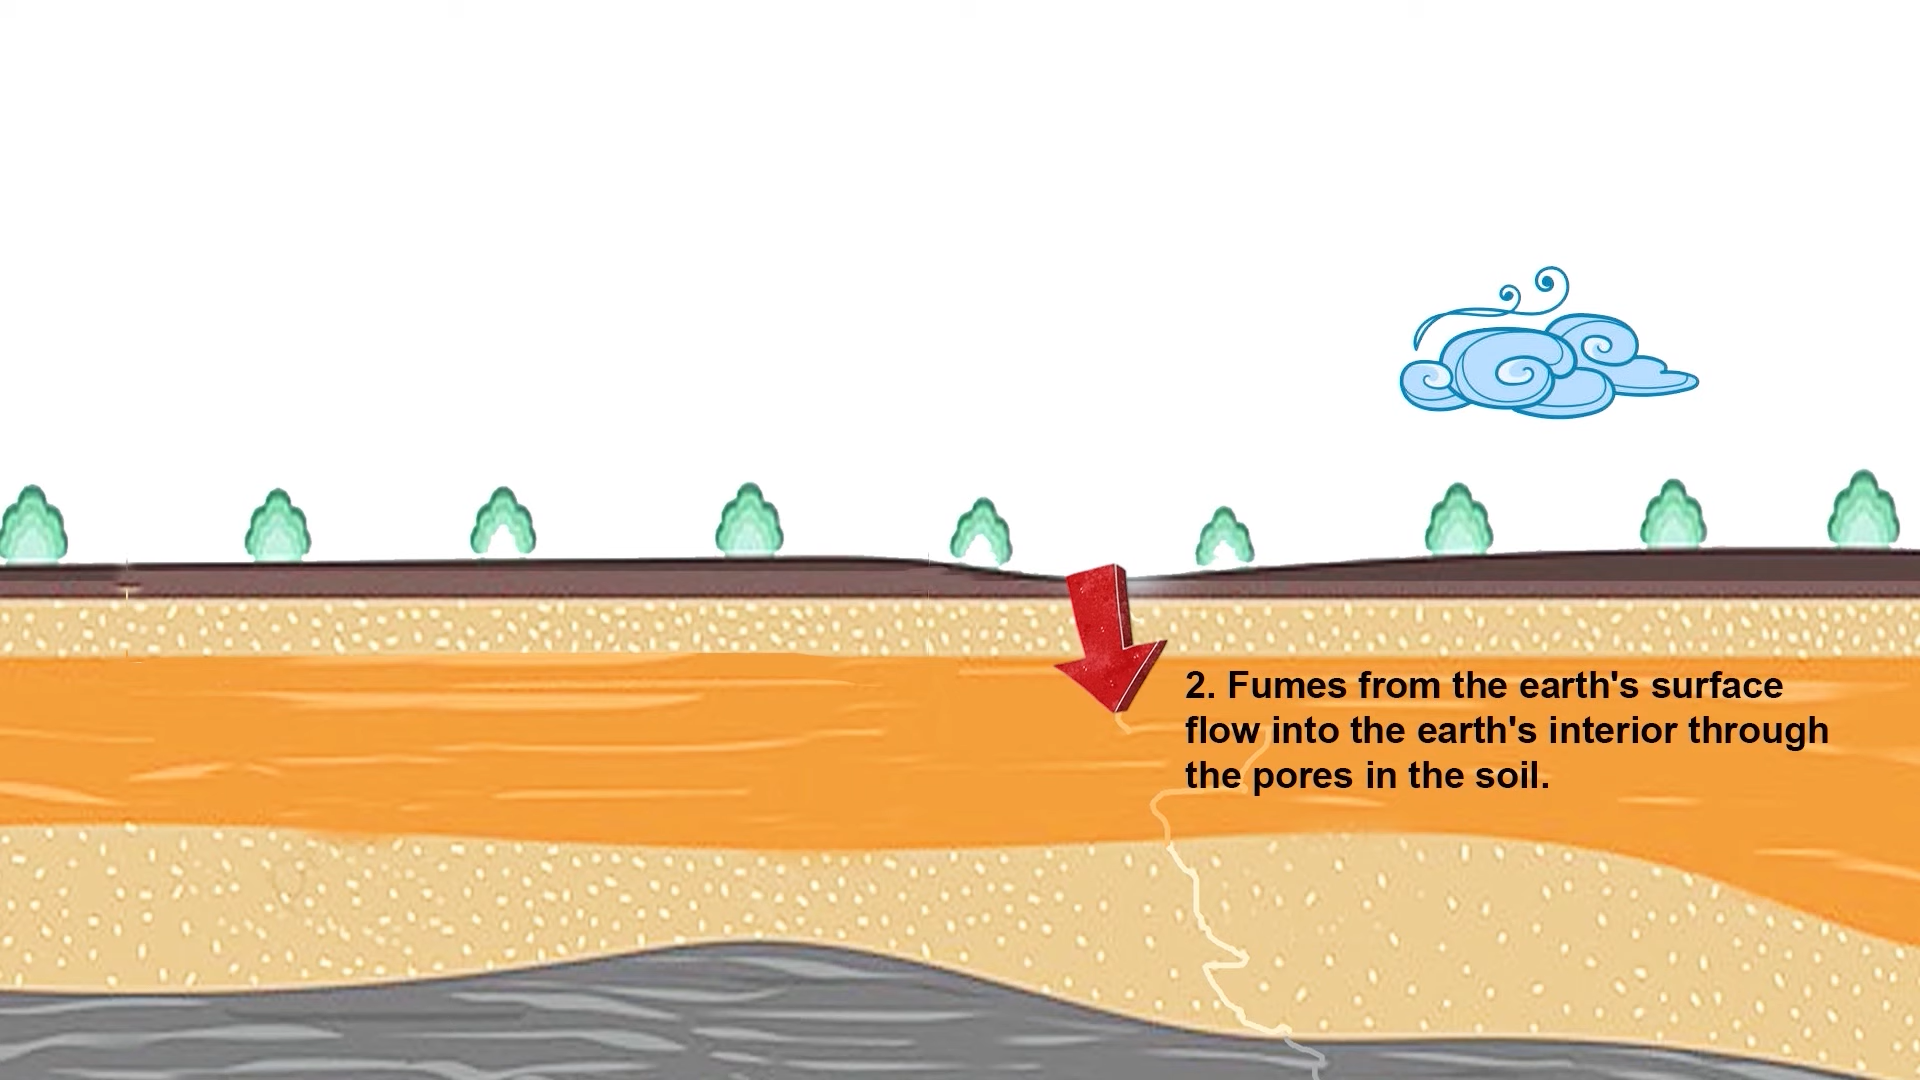 2. Fumes from the earth's surface
flow into the earth's interior through
the pores in the soil.